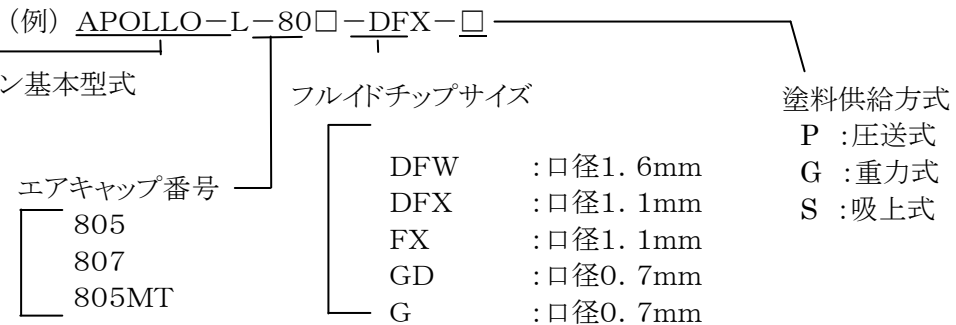 （例）APOLLO－L－80□－DFX－□
ン基本型式
フルイドチップサイズ
DFW :口径1．6mm
DFX :口径1．1mm
FX :口径1．1mm
GD :口径0．7mm
G :口径0．7mm
エアキャップ番号
805
807
805MT
塗料供給方式
P :圧送式
G :重力式
S :吸上式